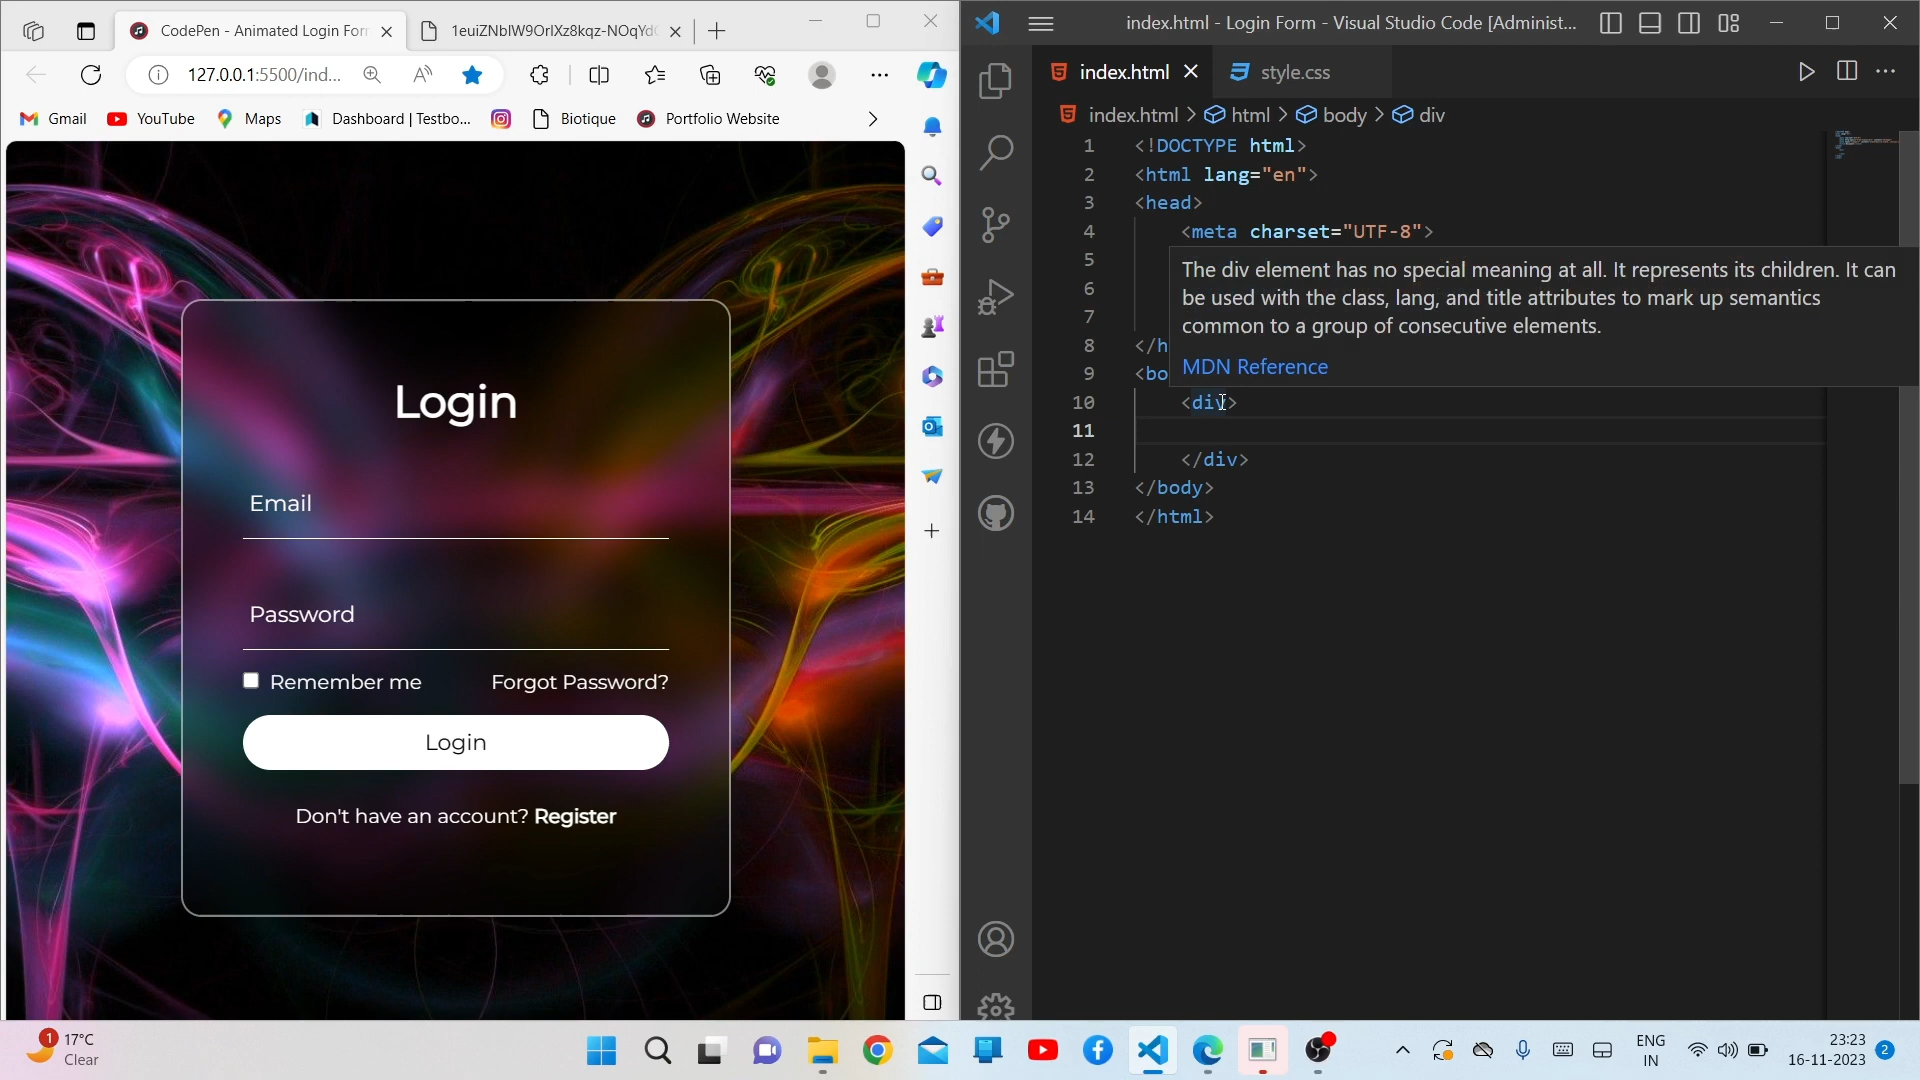 CodePen - Animated Login For
1euiZNbIW9OrIXz8kqz-NOqYd
index.html - Login Form - Visual Studio Code [Administ...
127.0.0.1:5500/ind...
index.html
style.css
Gmail
YouTube
Maps
Dashboard | Testbo...
Biotique
Portfolio Website
index.html > html > body > div
1 <!DOCTYPE html>
2 <html lang="en">
3 <head>
4 <meta charset="UTF-8">
5
6
7
The div element has no special meaning at all. It represents its children. It can
be used with the class, lang, and title attributes to mark up semantics
common to a group of consecutive elements.
MDN Reference
8 </h
9 <bo
10 <div>
11
12 </div>
13 </body>
14 </html>
Login
Email
Password
Remember me
Forgot Password?
Login
Don't have an account? Register
1
17°C
Clear
ENG
IN
23:23
16-11-2023
2